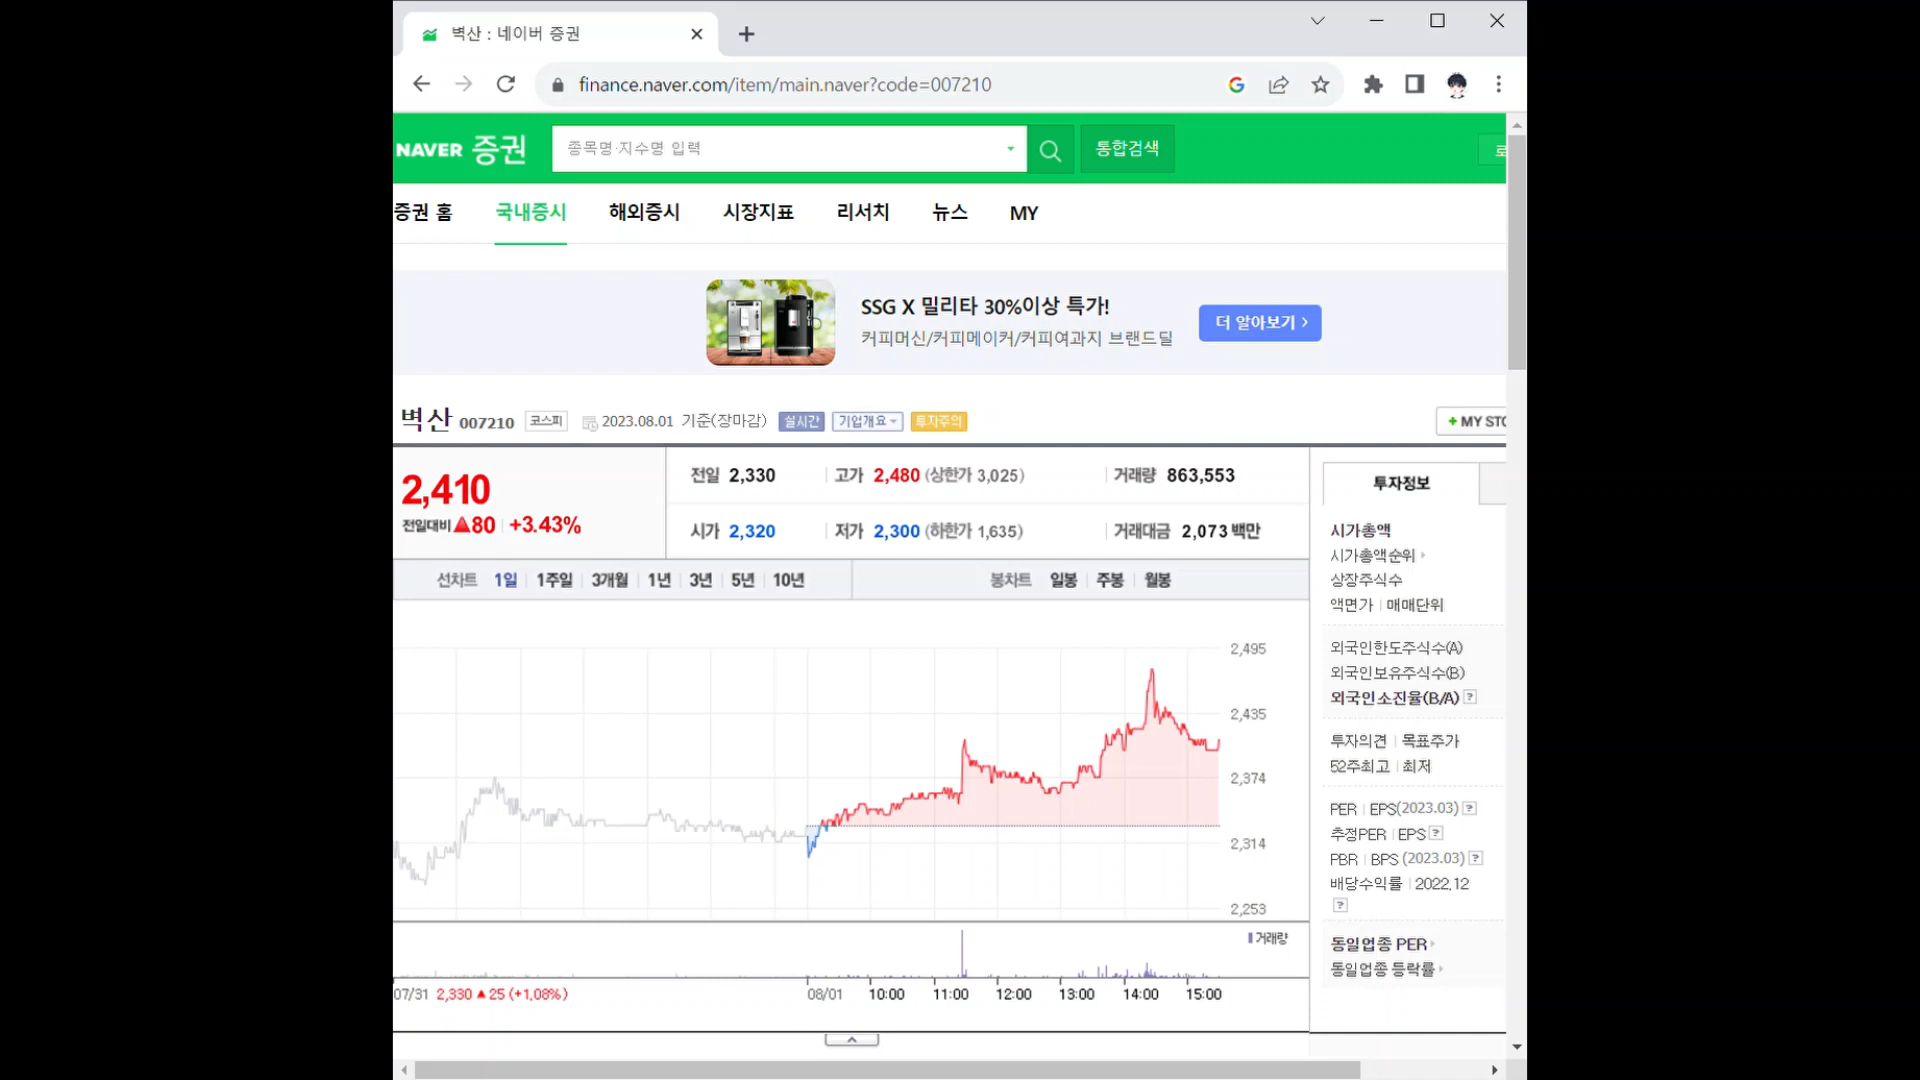 벽산 : 네이버 증권
finance.naver.com/item/main.naver?code=007210
NAVER 증권 종목명·지수명 입력 통합검색 로
증권 홈 국내증시 해외증시 시장지표 리서치 뉴스 MY
SSG X 밀리타 30%이상 특가!
커피머신/커피메이커/커피여과지 브랜드딜
더 알아보기 >
벽산 007210 코스피 2023.08.01 기준(장마감) 실시간 기업개요 투자주의 + MY STO
2,410
전일대비 ▲80 +3.43%
전일 2,330 고가 2,480 (상한가 3,025) 거래량 863,553
시가 2,320 저가 2,300 (하한가 1,635) 거래대금 2,073 백만
선차트 1일 1주일 3개월 1년 3년 5년 10년 봉차트 일봉 주봉 월봉
2,495
2,435
2,374
2,314
2,253
거래량
07/31 2,330 ▲25 (+1.08%) 08/01 10:00 11:00 12:00 13:00 14:00 15:00
투자정보
시가총액
시가총액순위
상장주식수
액면가 | 매매단위
외국인한도주식수(A)
외국인보유주식수(B)
외국인소진율(B/A) ?
투자의견 | 목표주가
52주최고 | 최저
PER | EPS(2023.03) ?
추정PER | EPS ?
PBR | BPS (2023.03) ?
배당수익률 | 2022.12
?
동일업종 PER
동일업종 등락률